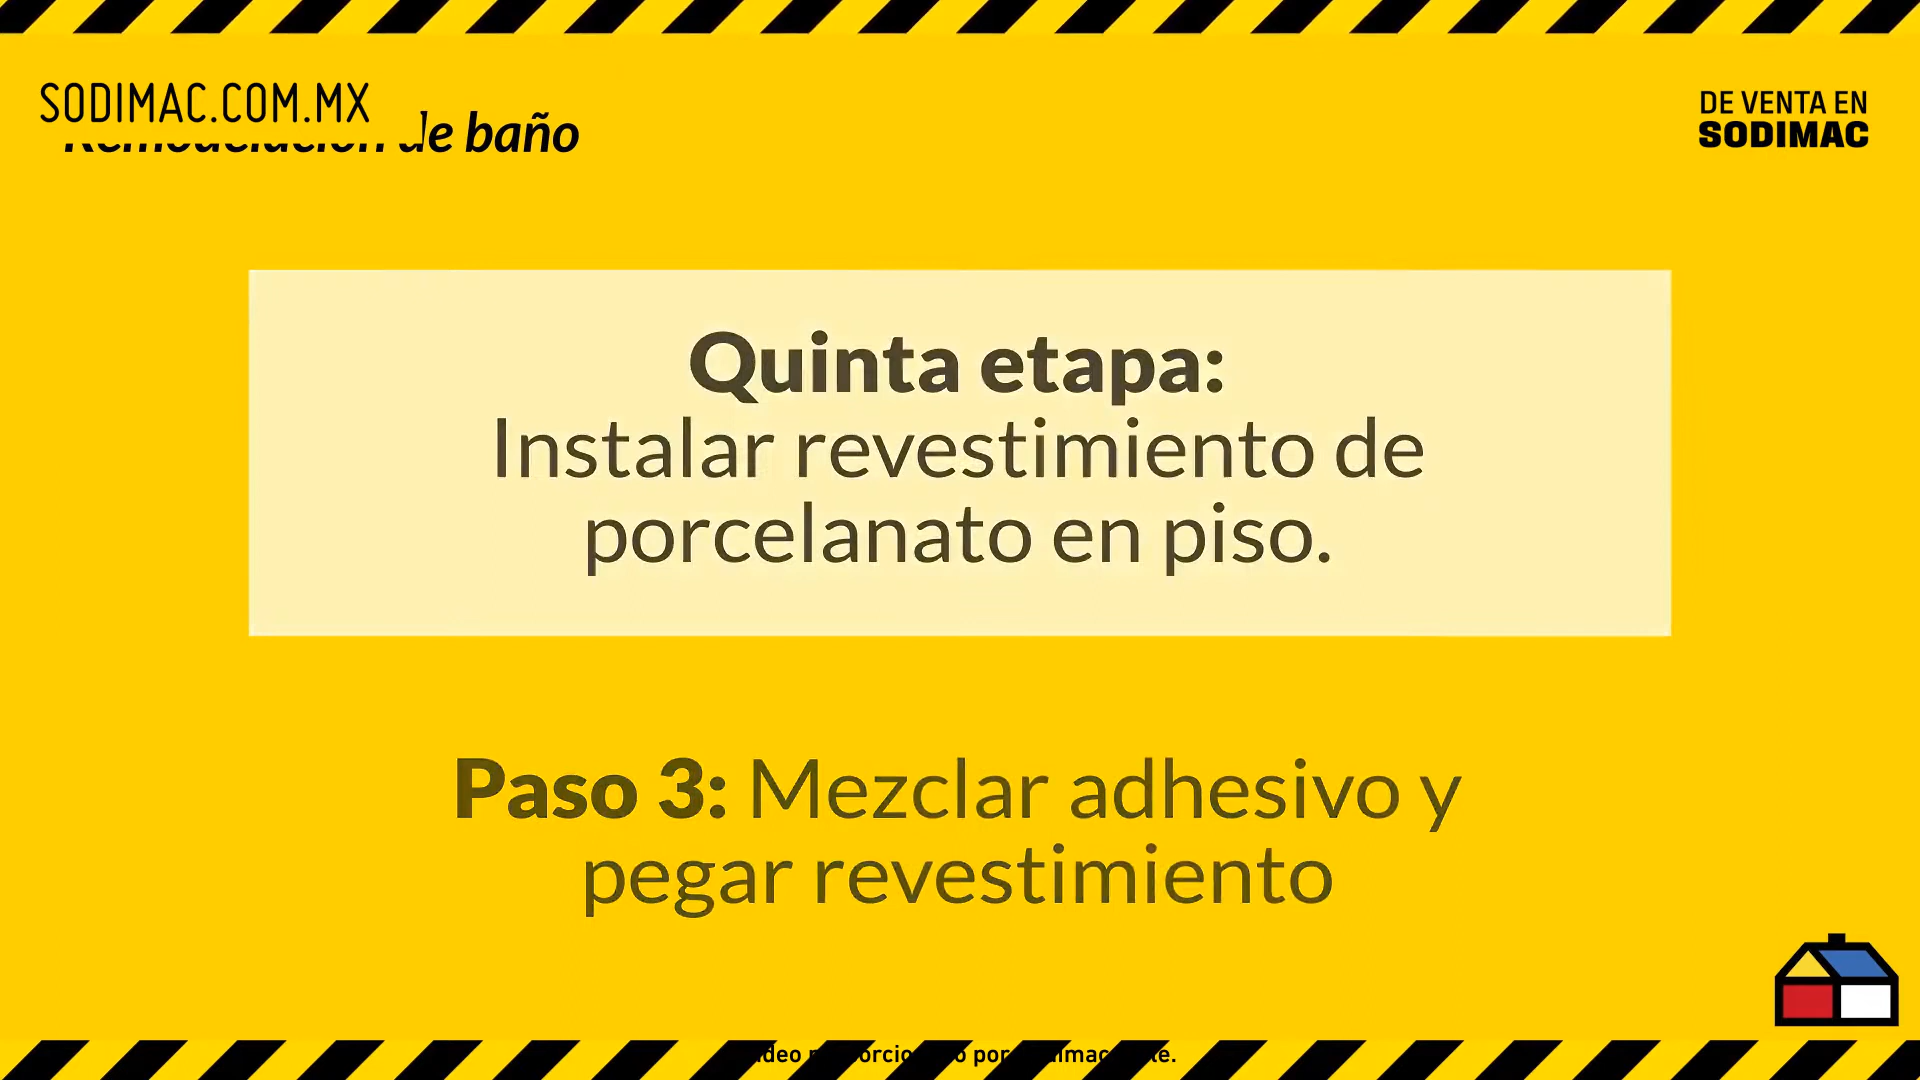 SODIMAC.COM.MX
de baño
DE VENTA EN
SODIMAC
Quinta etapa:
Instalar revestimiento de
porcelanato en piso.
Paso 3: Mezclar adhesivo y
pegar revestimiento
por